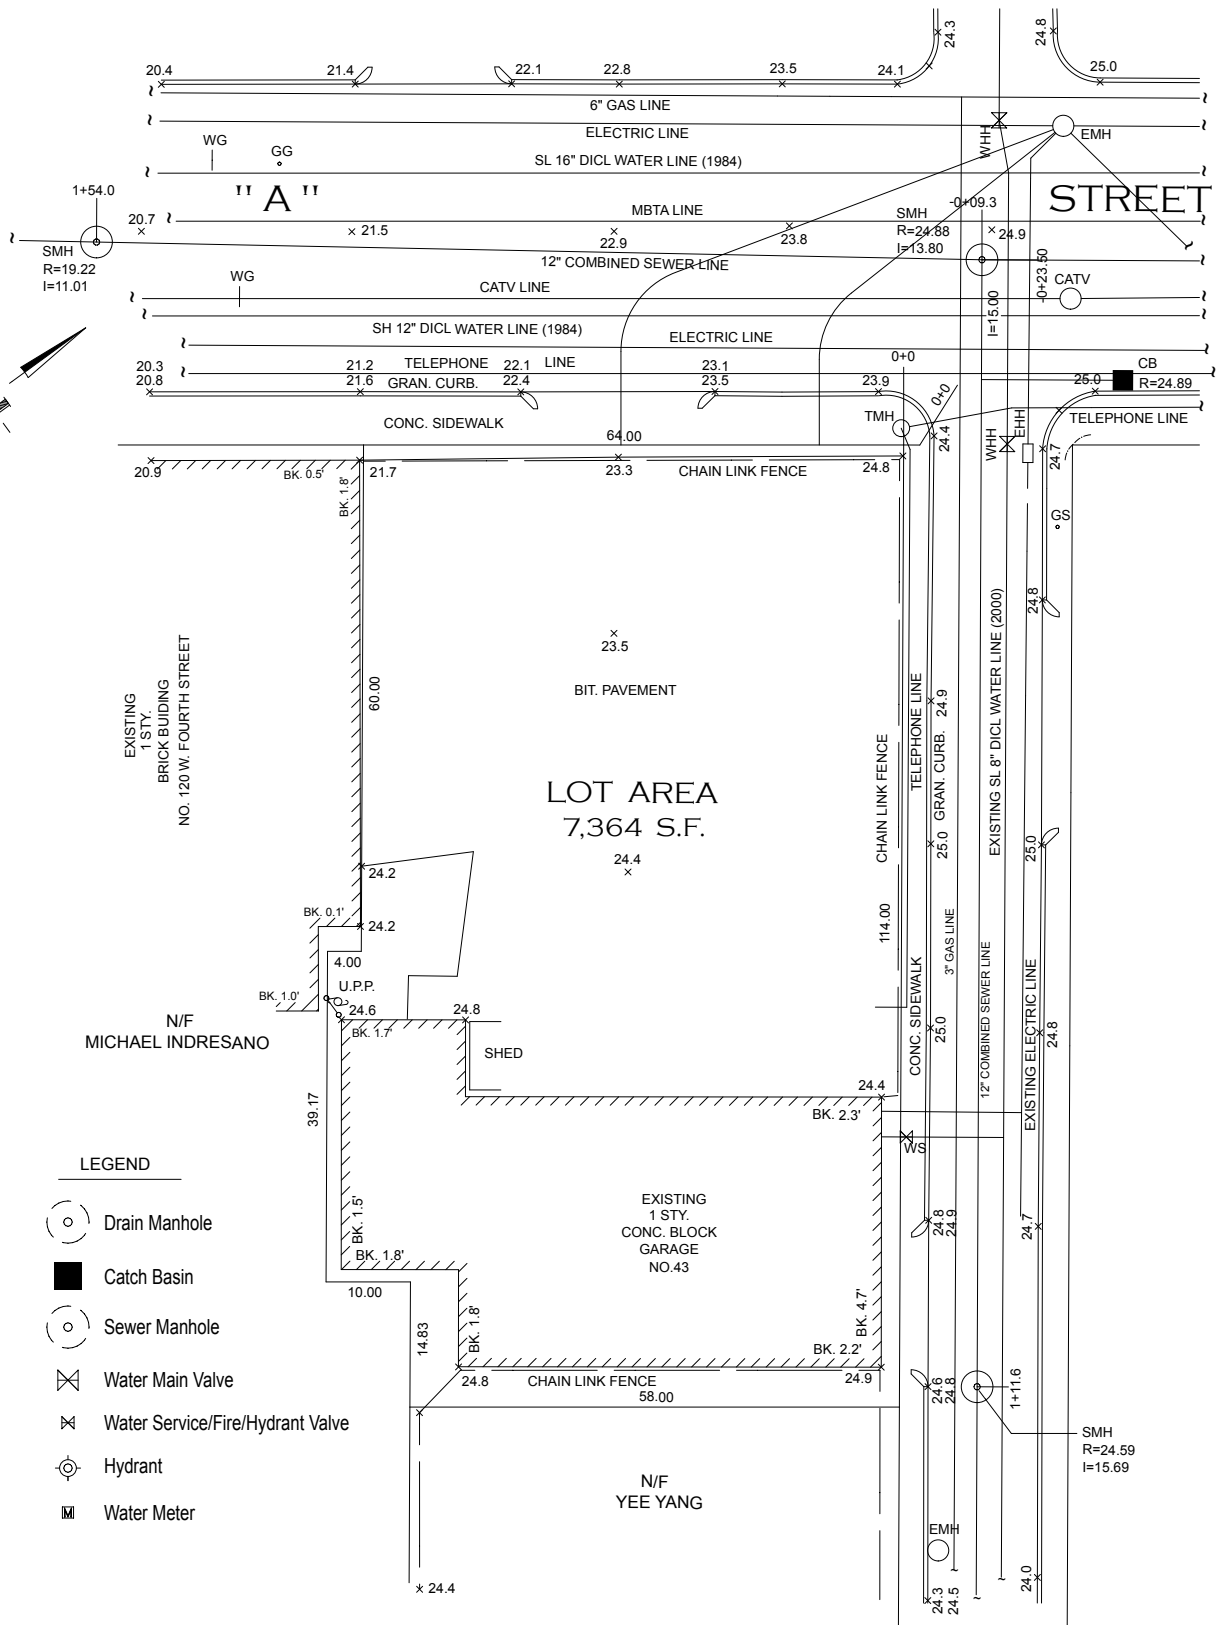 24.3
24.8
20.4
21.4
22.1
22.8
23.5
24.1
25.0
6" GAS LINE
ELECTRIC LINE
EMH
WG
GG
WHH
SL 16" DICL WATER LINE (1984)
1+54.0
"A"
STREET
MBTA LINE
-0+09.3
20.7
21.5
22.9
23.8
SMH
R=24.88
I=13.80
24.9
SMH
R=19.22
I=11.01
12" COMBINED SEWER LINE
-0+23.50
WG
CATV LINE
CATV
I=15.00
SH 12" DICL WATER LINE (1984)
ELECTRIC LINE
20.3
20.8
21.2
21.6
TELEPHONE LINE
GRAN. CURB.
22.1
22.4
23.1
23.5
0+0
23.9
0+0
CB
R=24.89
25.0
CONC. SIDEWALK
TMH
TELEPHONE LINE
64.00
24.4
WHH
EHH
24.7
20.9
BK. 0.5'
21.7
23.3
CHAIN LINK FENCE
24.8
BK. 1.8'
GS
24.8
23.5
BIT. PAVEMENT
EXISTING
1 STY.
BRICK BUIDING
NO. 120 W. FOURTH STREET
60.00
TELEPHONE LINE
24.9
GRAN. CURB.
25.0
EXISTING SL 8" DICL WATER LINE (2000)
CHAIN LINK FENCE
LOT AREA
7,364 S.F.
24.4
25.0
24.2
BK. 0.1'
24.2
114.00
3" GAS LINE
4.00
U.P.P.
BK. 1.0'
24.6
24.8
BK. 1.7'
SHED
N/F
MICHAEL INDRESANO
CONC. SIDEWALK
25.0
12" COMBINED SEWER LINE
EXISTING ELECTRIC LINE
24.8
24.4
BK. 2.3'
39.17
WS
LEGEND
Drain Manhole
Catch Basin
Sewer Manhole
Water Main Valve
Water Service/Fire/Hydrant Valve
Hydrant
M
Water Meter
BK. 1.5'
BK. 1.8'
10.00
14.83
BK. 1.8'
EXISTING
1 STY.
CONC. BLOCK
GARAGE
NO.43
24.8
24.9
24.7
BK. 4.7'
BK. 2.2'
24.8
CHAIN LINK FENCE
24.9
58.00
24.6
24.8
1+11.6
SMH
R=24.59
I=15.69
N/F
YEE YANG
EMH
24.4
24.3
24.5
24.0